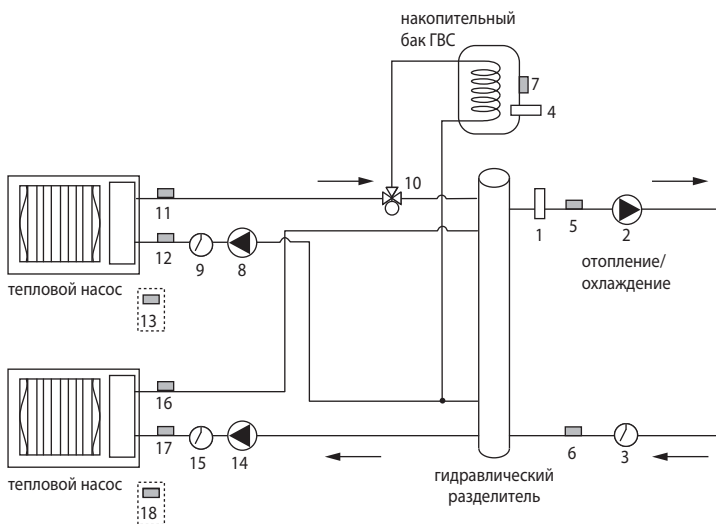 накопительный
бак ГВС
7
4
10
11
1
5
2
12
9
8
отопление/
охлаждение
тепловой насос
13
16
17
15
14
6
3
гидравлический
разделитель
тепловой насос
18